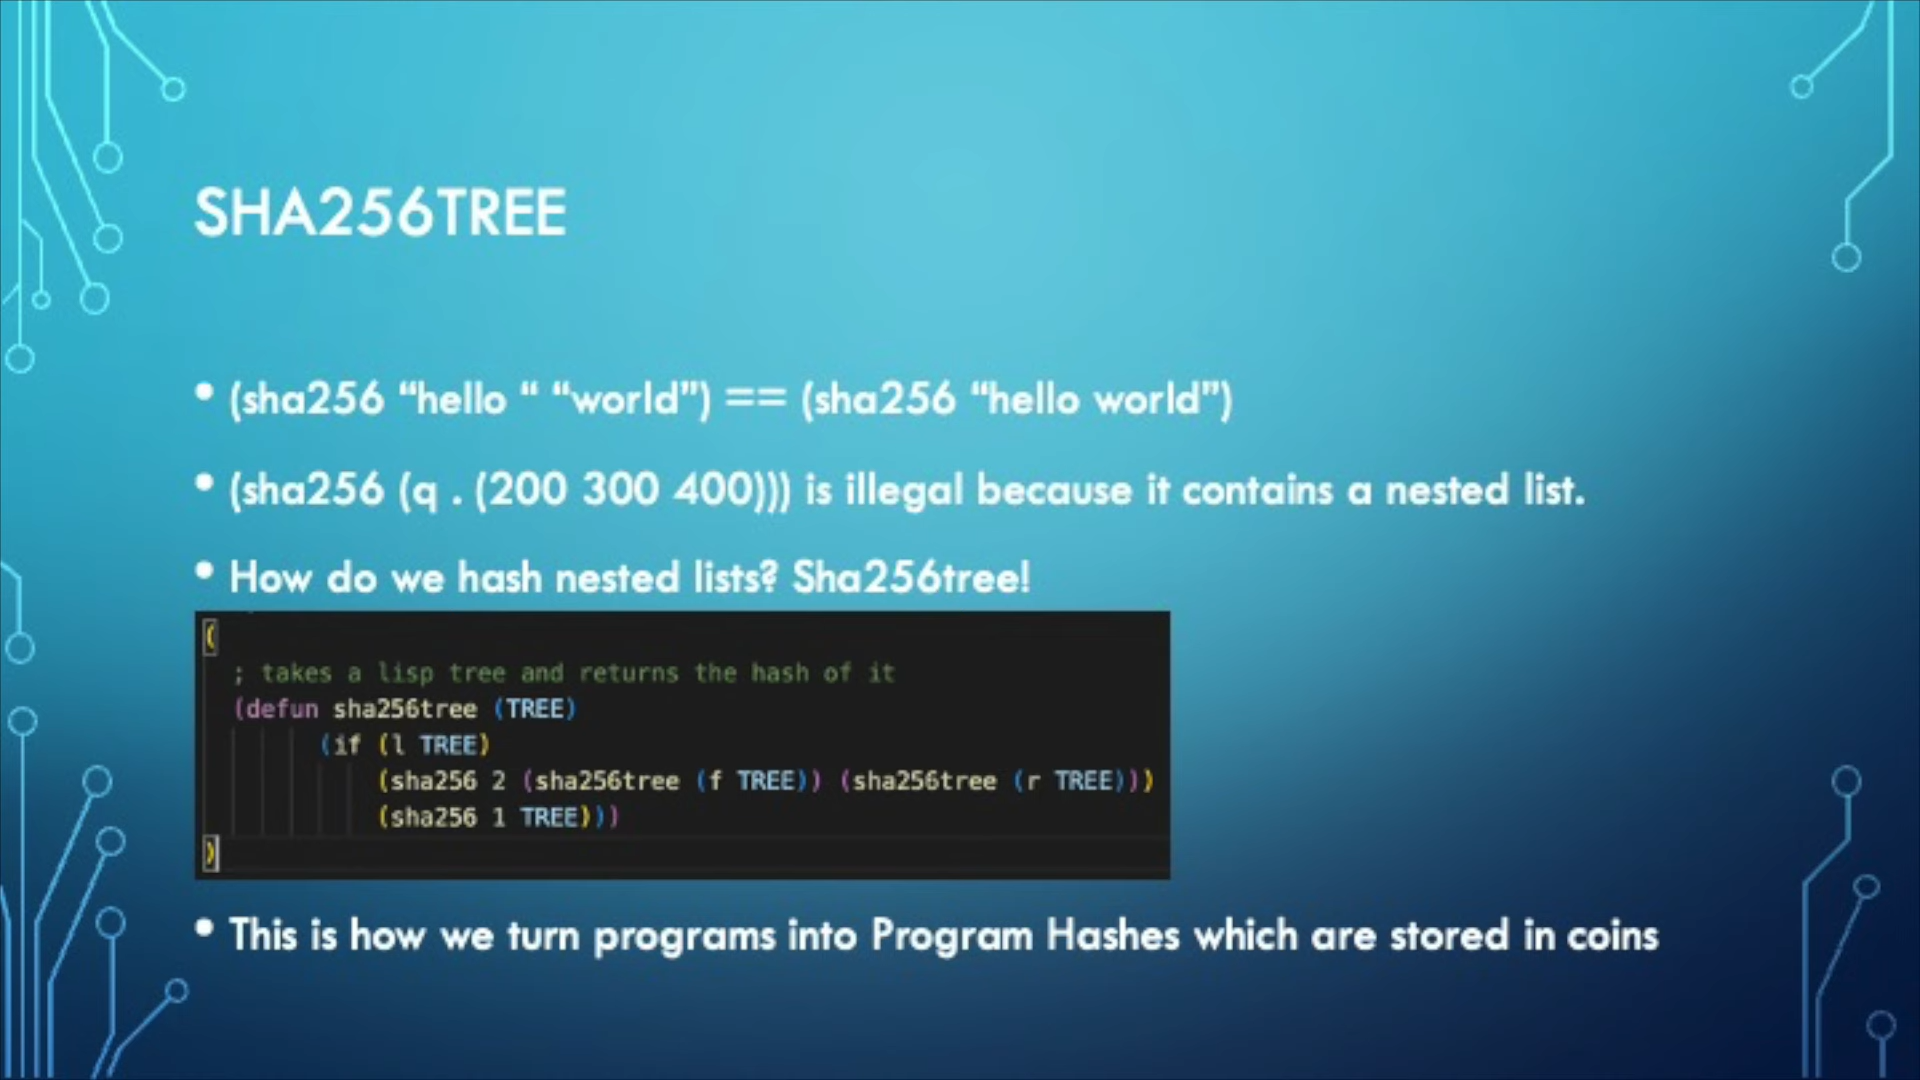 SHA256TREE
• (sha256 “hello “ “world”) == (sha256 “hello world”)
• (sha256 (q . (200 300 400))) is illegal because it contains a nested list.
• How do we hash nested lists? Sha256tree!
(
; takes a lisp tree and returns the hash of it
(defun sha256tree (TREE)
(if (l TREE)
(sha256 2 (sha256tree (f TREE)) (sha256tree (r TREE)))
(sha256 1 TREE)))
)
• This is how we turn programs into Program Hashes which are stored in coins